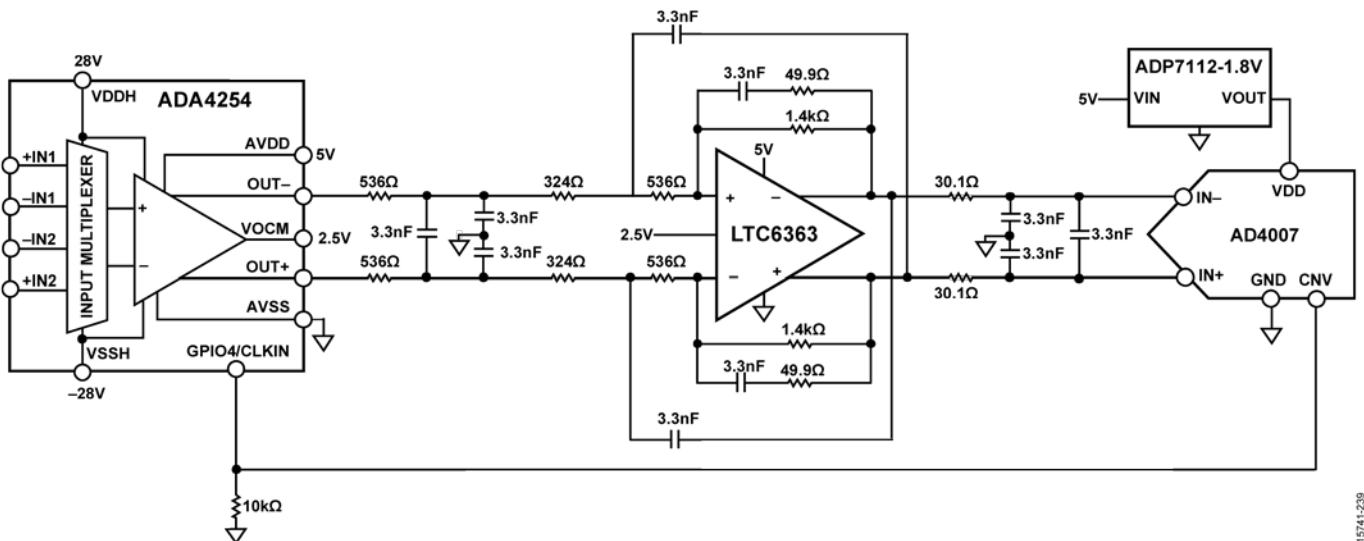 3.3nF
28V
VDDH
ADA4254
3.3nF
49.9Ω
ADP7112-1.8V
5V
VIN
VOUT
1.4kΩ
AVDD
5V
5V
+IN1
OUT–
536Ω
324Ω
536Ω
30.1Ω
VDD
–IN1
INPUT MULTIPLEXER
+
+
–
IN–
3.3nF
3.3nF
VOCM
2.5V
3.3nF
2.5V
LTC6363
3.3nF
AD4007
–IN2
3.3nF
3.3nF
OUT+
536Ω
324Ω
536Ω
–
–
+
IN+
+IN2
30.1Ω
GND
CNV
AVSS
1.4kΩ
VSSH
GPIO4/CLKIN
3.3nF
49.9Ω
–28V
3.3nF
10kΩ
15741-239